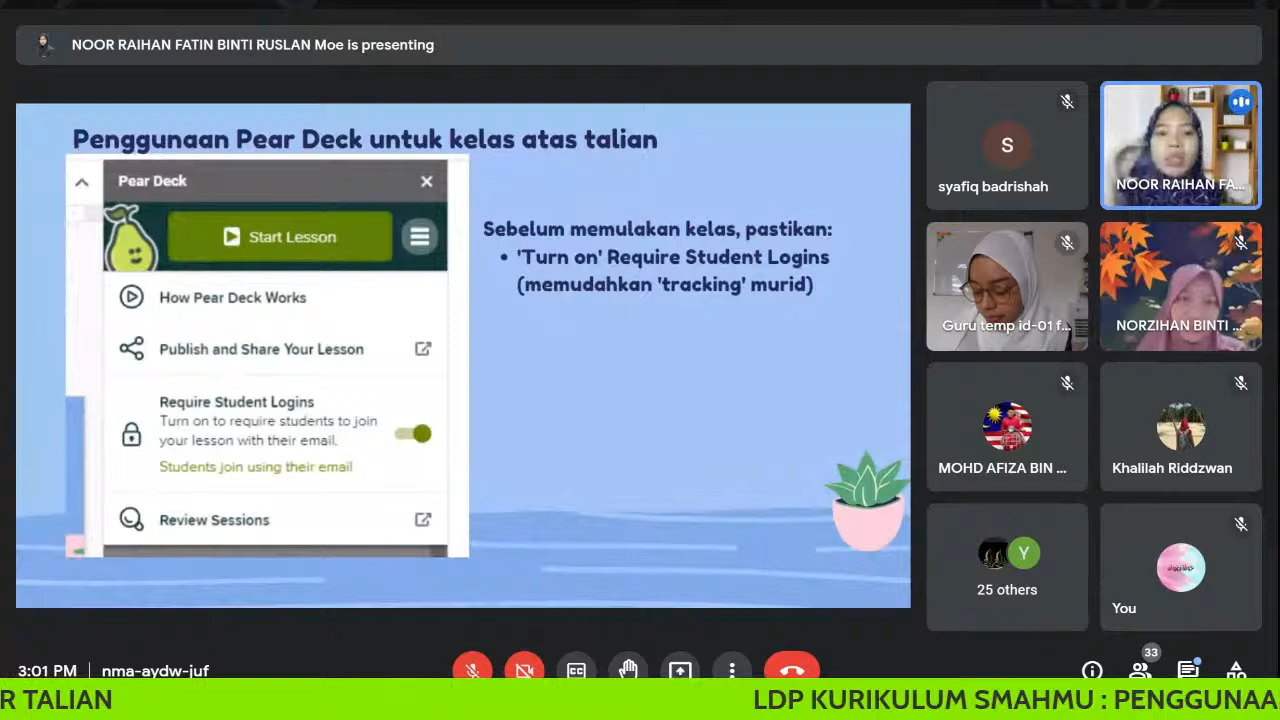 NOOR RAIHAN FATIN BINTI RUSLAN Moe is presenting
Penggunaan Pear Deck untuk kelas atas talian
Pear Deck
Start Lesson
How Pear Deck Works
Publish and Share Your Lesson
Require Student Logins
Turn on to require students to join
your lesson with their email.
Students join using their email
Review Sessions
Sebelum memulakan kelas, pastikan:
• 'Turn on' Require Student Logins
(memudahkan 'tracking' murid)
S
syafiq badrishah
NOOR RAIHAN FA...
Guru temp id-01 f...
NORZIHAN BINTI ...
MOHD AFIZA BIN ...
Khalilah Riddzwan
Y
25 others
You
3:01 PM | nma-aydw-juf
CC
33
R TALIAN
LDP KURIKULUM SMAHMU : PENGGUNAA